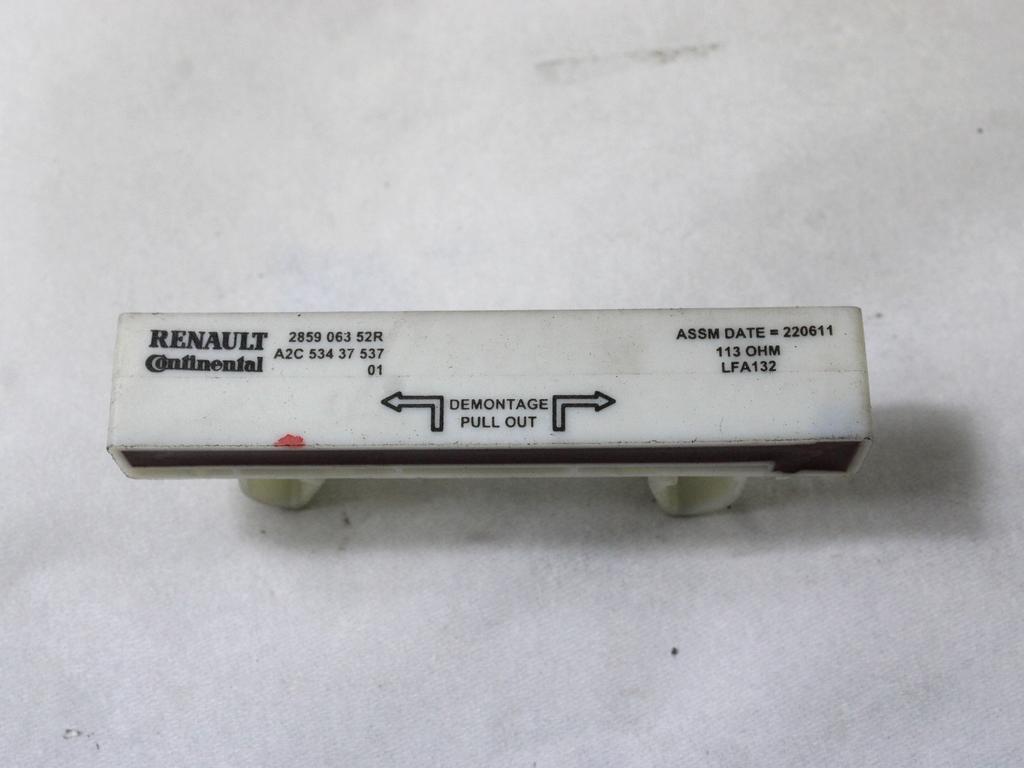 RENAULT
Continental
2859 063 52R
A2C 534 37 537
01
ASSM DATE = 220611
113 OHM
LFA132
DEMONTAGE
PULL OUT